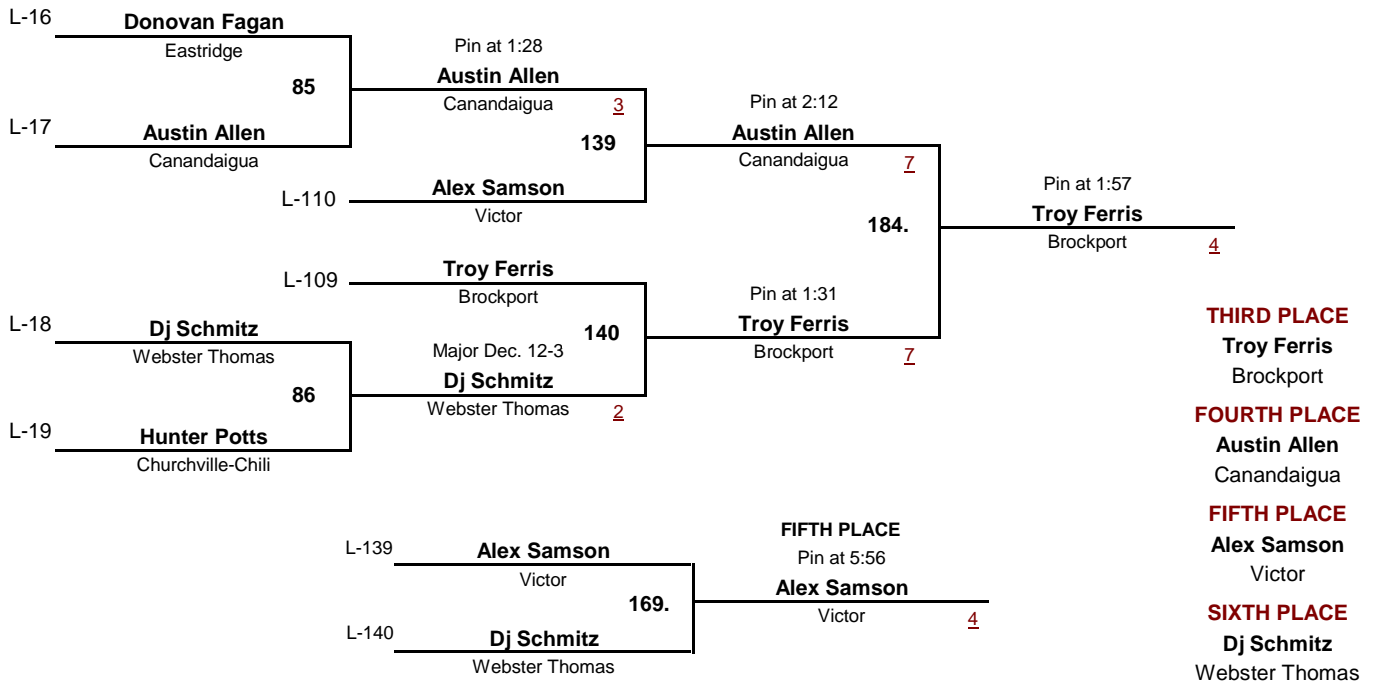 L-16
Donovan Fagan
Eastridge
85
L-17
Austin Allen
Canandaigua
Pin at 1:28
Austin Allen
Canandaigua 3
139
L-110
Alex Samson
Victor
Pin at 2:12
Austin Allen
Canandaigua 7
184.
Pin at 1:57
Troy Ferris
Brockport 4
L-109
Troy Ferris
Brockport
140
L-18
Dj Schmitz
Webster Thomas
86
L-19
Hunter Potts
Churchville-Chili
Major Dec. 12-3
Dj Schmitz
Webster Thomas 2
Pin at 1:31
Troy Ferris
Brockport 7
THIRD PLACE
Troy Ferris
Brockport
FOURTH PLACE
Austin Allen
Canandaigua
FIFTH PLACE
Alex Samson
Victor
SIXTH PLACE
Dj Schmitz
Webster Thomas
L-139
Alex Samson
Victor
169.
L-140
Dj Schmitz
Webster Thomas
FIFTH PLACE
Pin at 5:56
Alex Samson
Victor 4